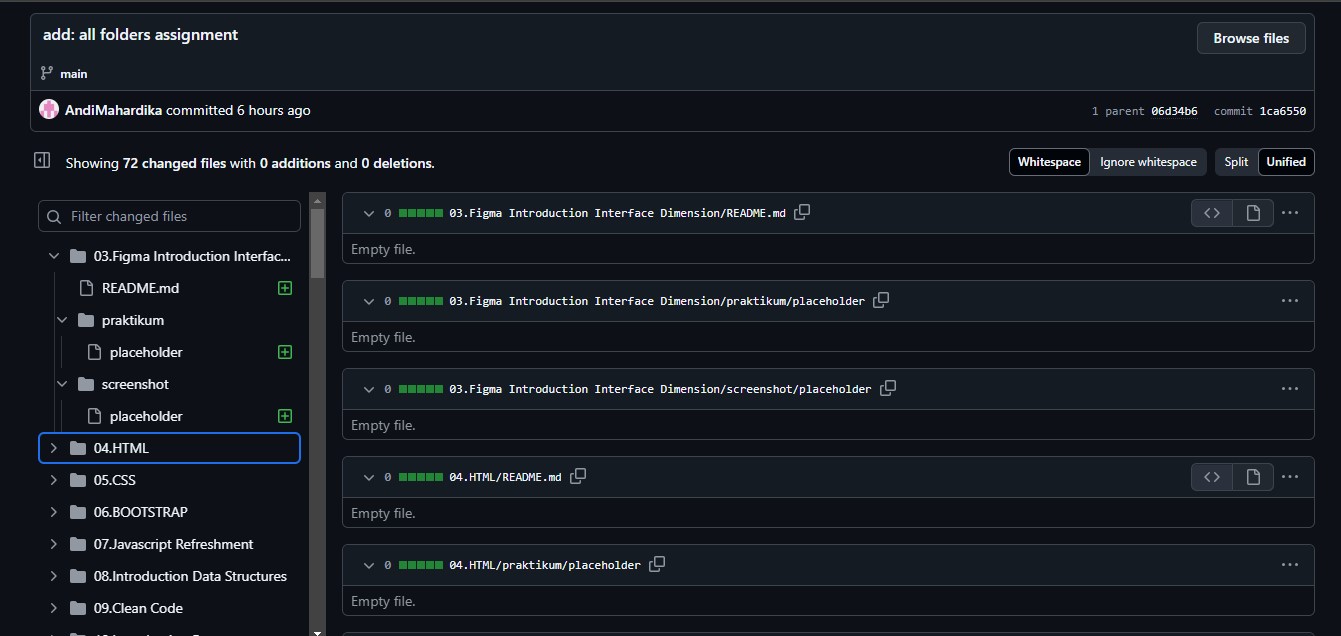 add: all folders assignment
Browse files
main
AndiMahardika committed 6 hours ago
1 parent 06d34b6 commit 1ca6550
Showing 72 changed files with 0 additions and 0 deletions.
Whitespace Ignore whitespace Split Unified
Filter changed files
03.Figma Introduction Interfac...
README.md
praktikum
placeholder
screenshot
placeholder
04.HTML
05.CSS
06.BOOTSTRAP
07.Javascript Refreshment
08.Introduction Data Structures
09.Clean Code
0 03.Figma Introduction Interface Dimension/README.md
Empty file.
0 03.Figma Introduction Interface Dimension/praktikum/placeholder
Empty file.
0 03.Figma Introduction Interface Dimension/screenshot/placeholder
Empty file.
0 04.HTML/README.md
Empty file.
0 04.HTML/praktikum/placeholder
Empty file.